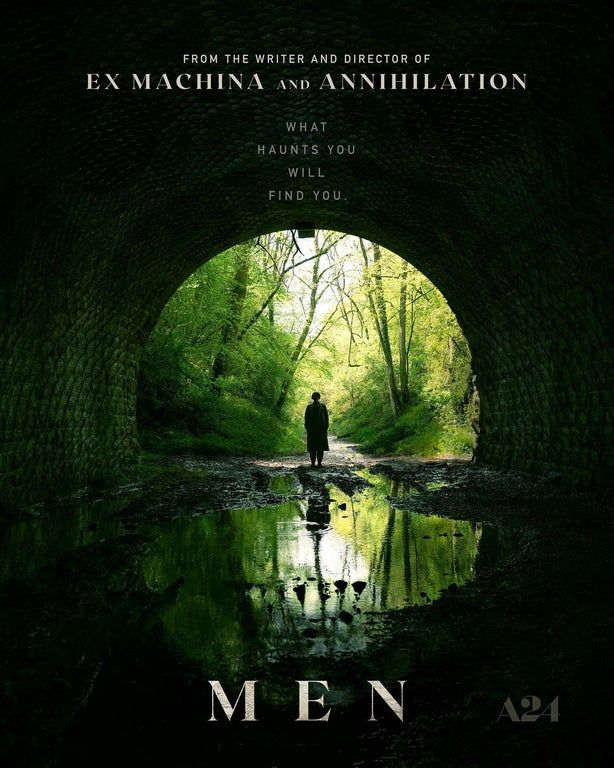 FROM THE WRITER AND DIRECTOR OF
EX MACHINA AND ANNIHILATION
WHAT
HAUNTS YOU
WILL
FIND YOU.
MEN
A24